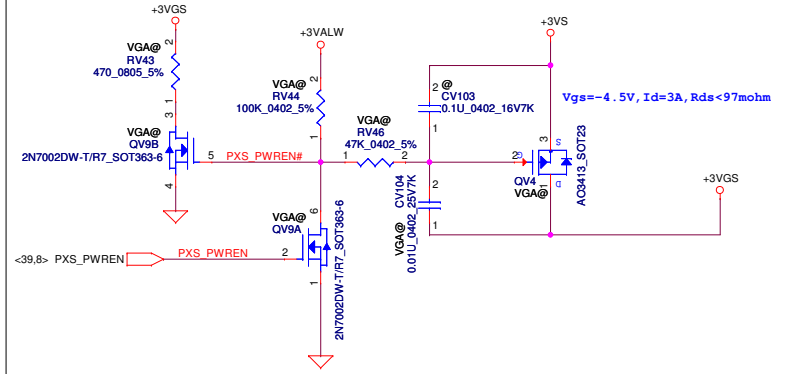 +3VGS
2
VGA@
RV43
470_0805_5%
1
3
VGA@
QV9B
2N7002DW-T/R7_SOT363-6
5
PXS_PWREN#
4
+3VALW
2
VGA@
RV44
100K_0402_5%
1
VGA@
RV46
47K_0402_5%
1
2
6
VGA@
QV9A
2
1
2N7002DW-T/R7_SOT363-6
<39,8> PXS_PWREN
PXS_PWREN
+3VS
2 @
CV103
0.1U_0402_16V7K
1
Vgs=-4.5V,Id=3A,Rds<97mohm
2
CV104
0.01U_0402_25V7K
VGA@
1
3
S
2
G
QV4
VGA@
1
D
AO3413_SOT23
+3VGS